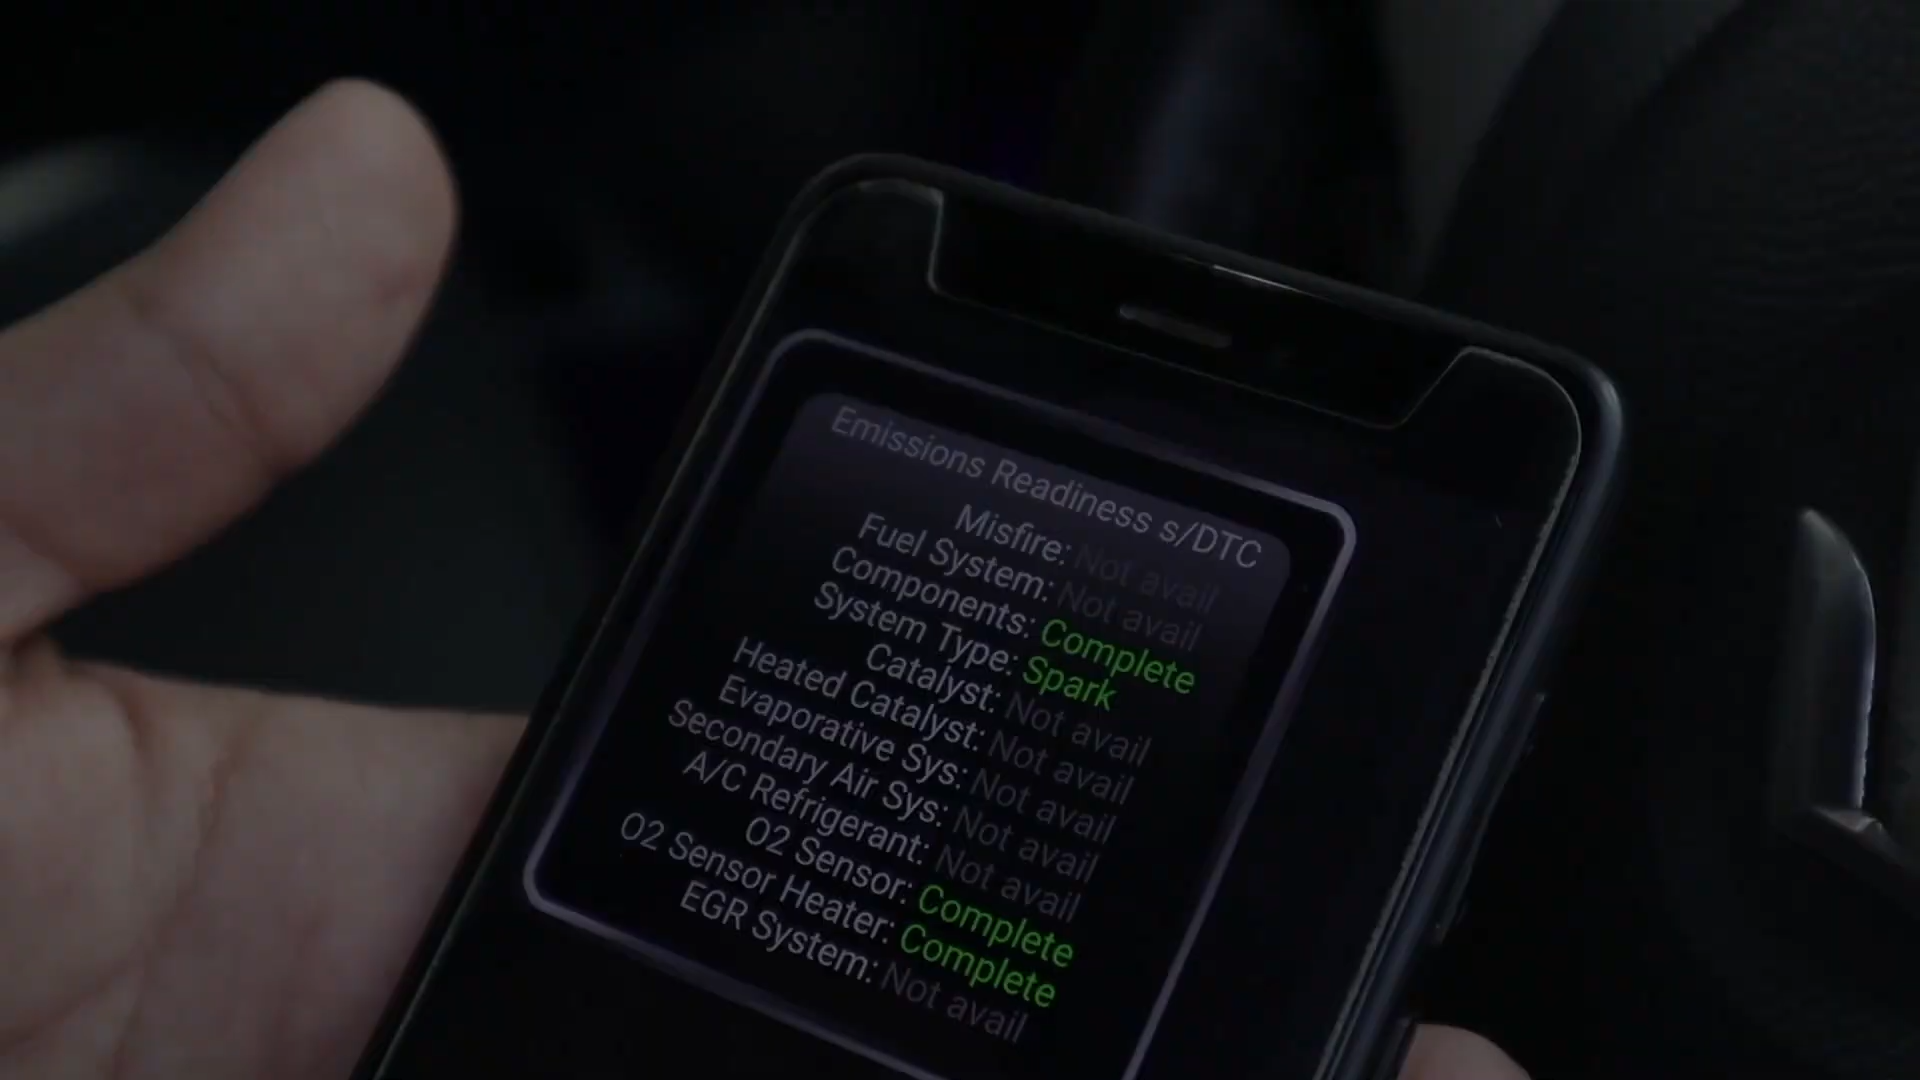 Emissions Readiness s/DTC
Misfire: Not avail
Fuel System: Not avail
Components: Complete
System Type: Spark
Catalyst: Not avail
Heated Catalyst: Not avail
Evaporative Sys: Not avail
Secondary Air Sys: Not avail
A/C Refrigerant: Not avail
O2 Sensor: Complete
O2 Sensor Heater: Complete
EGR System: Not avail